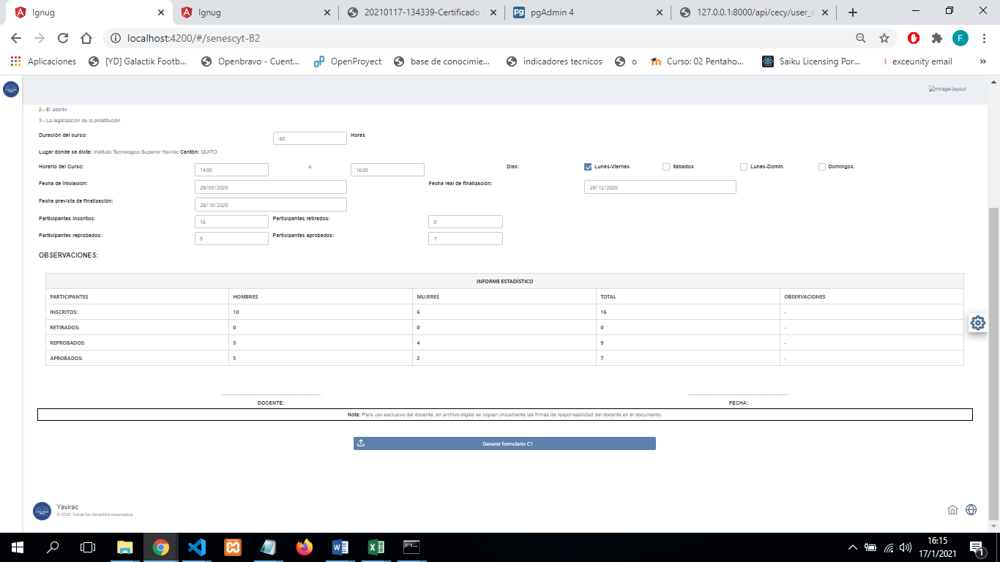 Ignug
Ignug
20210117-134339-Certificado
pgAdmin 4
127.0.0.1:8000/api/cecy/user_c
localhost:4200/#/senescyt-B2
F
Aplicaciones
[YD] Galactik Footb...
Openbravo - Cuent...
OpenProyect
base de conocimie...
indicadores tecnicos
o
Curso: 02 Pentaho...
Saiku Licensing Por...
exceunity email
»
mirage-layout
2.- El aborto
3.- La legalización de la prostitución
Duración del curso: 80 Horas
Lugar donde se dicta: Instituto Tecnologico Superior Yavirac Cantón: QUITO
Horario del Curso: 14:00 a 16:00 Días: Lunes-Viernes Sábados Lunes-Domin. Domingos.
Fecha de iniciación: 28/03/2020 Fecha real de finalización: 28/12/2020
Fecha prevista de finalización: 28/10/2020
Participantes inscritos: 16 Participantes retirados: 0
Participantes reprobados: 9 Participantes aprobados: 7
OBSERVACIONES:
INFORME ESTADÍSTICO
PARTICIPANTES HOMBRES MUJERES TOTAL OBSERVACIONES
INSCRITOS: 10 6 16 -
RETIRADOS: 0 0 0 -
REPROBADOS: 5 4 9 -
APROBADOS: 5 2 7 -
DOCENTE: FECHA:
Nota: Para uso exclusivo del docente, en archivo digital se copian únicamente las firmas de responsabilidad del docente en el documento.
Generar formulario C1
Yavirac
© 2020 Todos los derechos reservados
16:15
17/1/2021
1